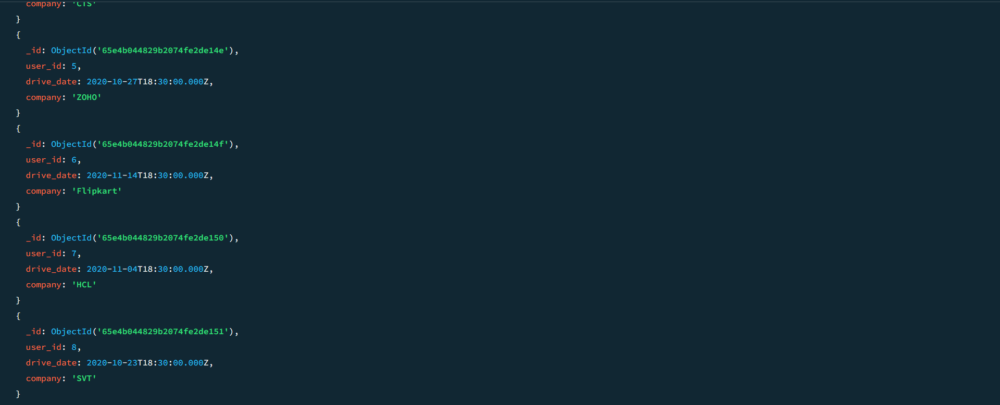 company: 'CTS'
}
{
_id: ObjectId('65e4b044829b2074fe2de14e'),
user_id: 5,
drive_date: 2020-10-27T18:30:00.000Z,
company: 'ZOHO'
}
{
_id: ObjectId('65e4b044829b2074fe2de14f'),
user_id: 6,
drive_date: 2020-11-14T18:30:00.000Z,
company: 'Flipkart'
}
{
_id: ObjectId('65e4b044829b2074fe2de150'),
user_id: 7,
drive_date: 2020-11-04T18:30:00.000Z,
company: 'HCL'
}
{
_id: ObjectId('65e4b044829b2074fe2de151'),
user_id: 8,
drive_date: 2020-10-23T18:30:00.000Z,
company: 'SVT'
}